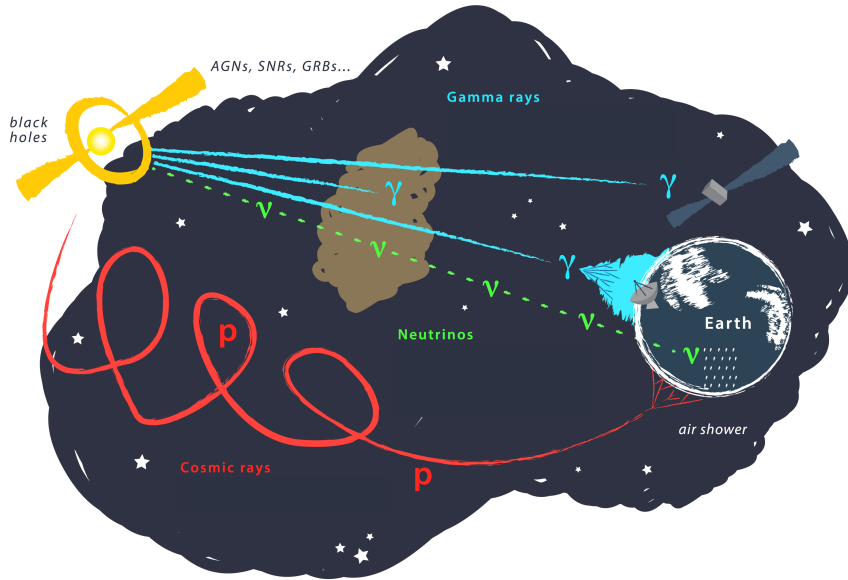 AGNs, SNRs, GRBs...
black
holes
Gamma rays
γ
γ
ν
ν
γ
ν
ν
Earth
p
Neutrinos
ν
air shower
Cosmic rays
p